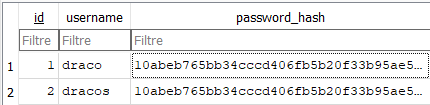 id username password_hash
Filtre Filtre Filtre
1 1 draco 10abeb765bb34cccd406fb5b20f33b95ae5…
2 2 dracos 10abeb765bb34cccd406fb5b20f33b95ae5…